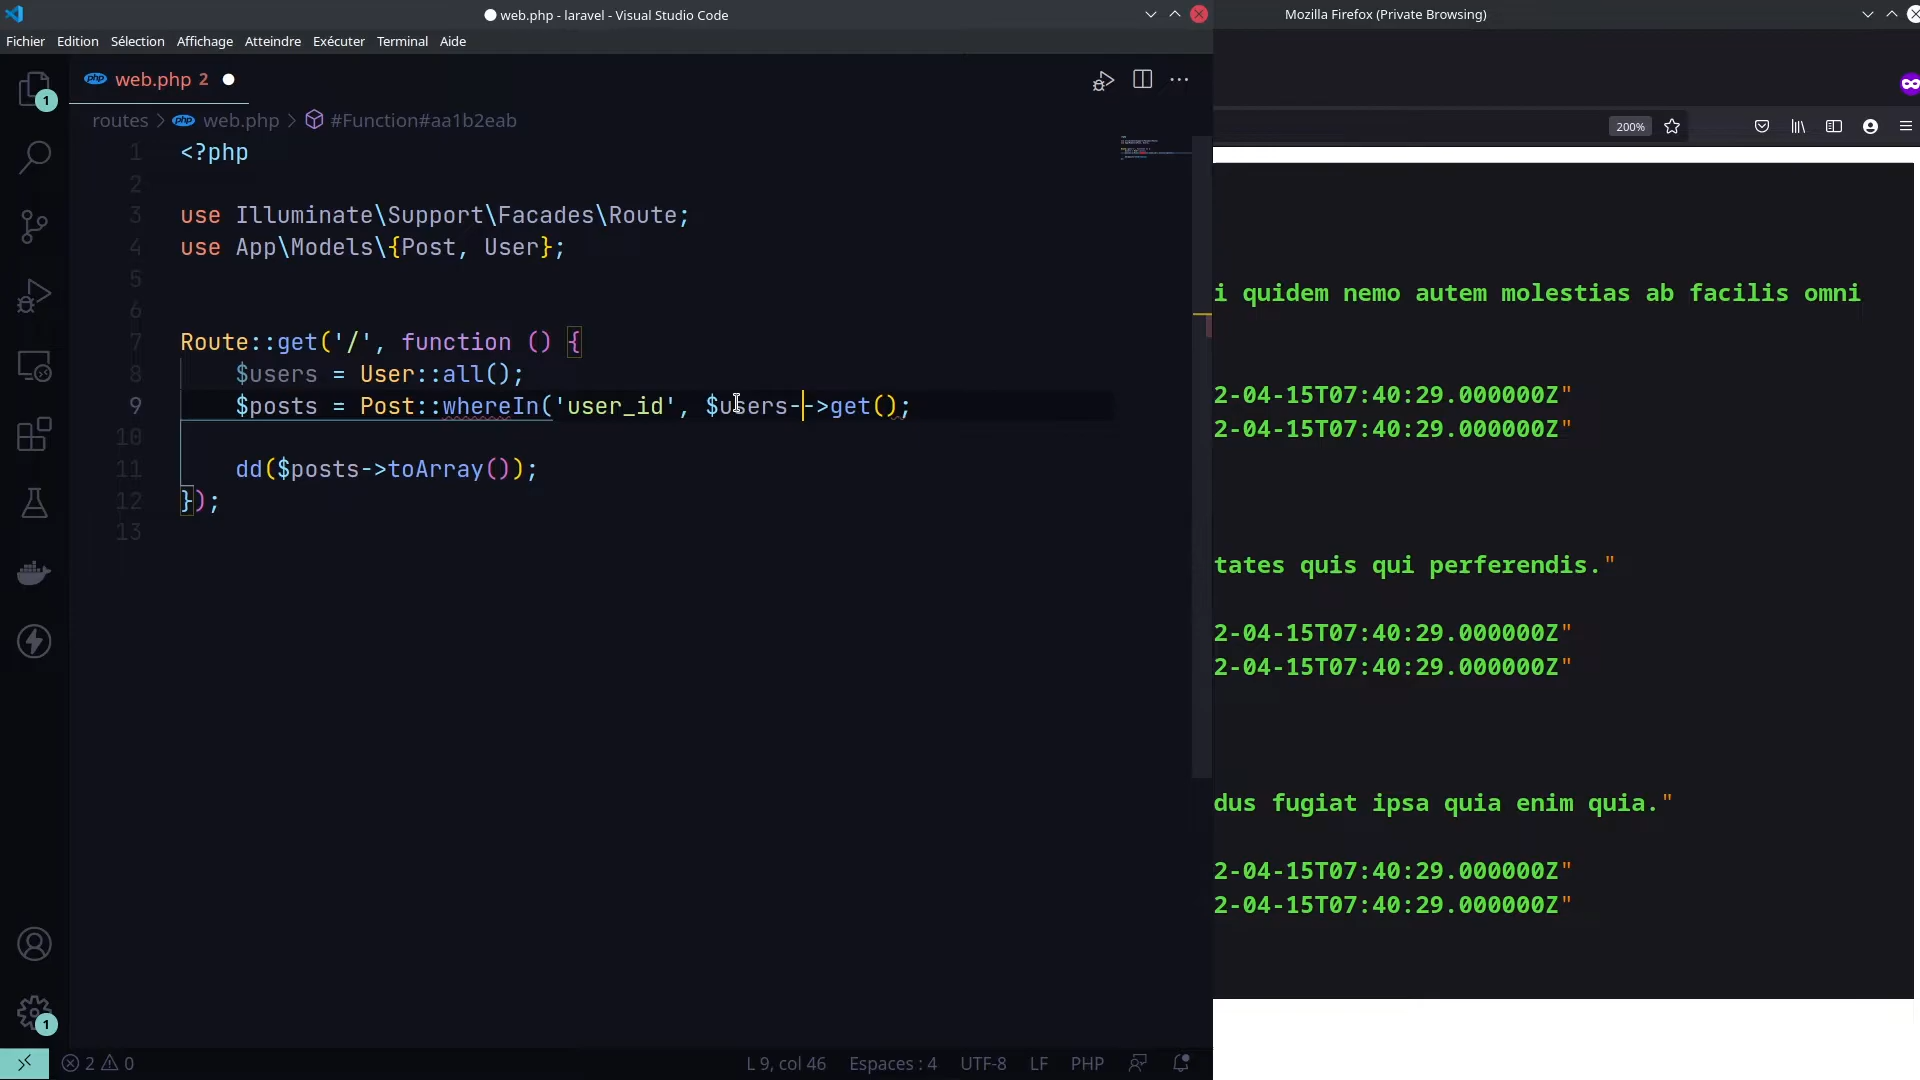 web.php - laravel - Visual Studio Code
Fichier Edition Sélection Affichage Atteindre Exécuter Terminal Aide
php web.php 2
1
routes > php web.php > #Function#aa1b2eab
1 <?php
2
3 use Illuminate\Support\Facades\Route;
4 use App\Models\{Post, User};
5
6
7 Route::get('/', function () {
8 $users = User::all();
9 $posts = Post::whereIn('user_id', $users-->get();
10
11 dd($posts->toArray());
12 });
13
1
2 0 L 9, col 46 Espaces : 4 UTF-8 LF PHP
Mozilla Firefox (Private Browsing)
200%
i quidem nemo autem molestias ab facilis omni
2-04-15T07:40:29.000000Z"
2-04-15T07:40:29.000000Z"
tates quis qui perferendis."
2-04-15T07:40:29.000000Z"
2-04-15T07:40:29.000000Z"
dus fugiat ipsa quia enim quia."
2-04-15T07:40:29.000000Z"
2-04-15T07:40:29.000000Z"